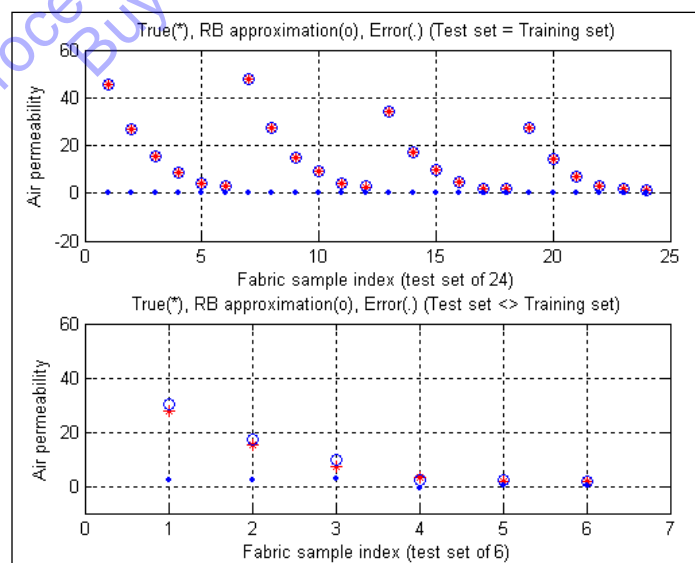 oce
Buy
True(*), RB approximation(o), Error(.) (Test set = Training set)
60
40
20
0
-20
Air permeability
0
5
10
15
20
25
Fabric sample index (test set of 24)
True(*), RB approximation(o), Error(.) (Test set <> Training set)
60
40
20
0
Air permeability
0
1
2
3
4
5
6
7
Fabric sample index (test set of 6)